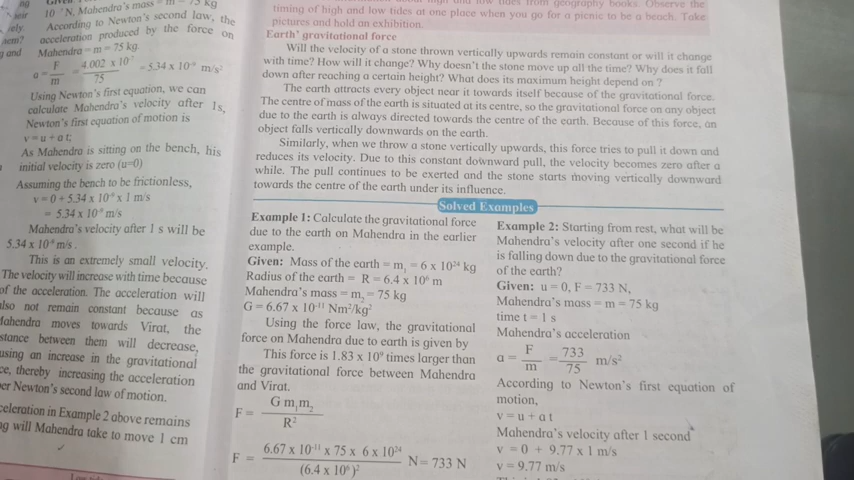 10⁻⁷ N, Mahendra's mass = m = 75 kg
According to Newton's second law, the
acceleration produced by the force on
Mahendra = m = 75 kg.
a = F/m = 4.002 x 10⁻⁷/75 = 5.34 x 10⁻⁹ m/s²
Using Newton's first equation, we can
calculate Mahendra's velocity after 1s,
Newton's first equation of motion is
v = u + a t;
As Mahendra is sitting on the bench, his
initial velocity is zero (u=0)
Assuming the bench to be frictionless,
v = 0 + 5.34 x 10⁻⁹ x 1 m/s
= 5.34 x 10⁻⁹ m/s
Mahendra's velocity after 1 s will be
5.34 x 10⁻⁹ m/s .
This is an extremely small velocity.
The velocity will increase with time because
of the acceleration. The acceleration will
also not remain constant because as
Mahendra moves towards Virat, the
between them will decrease,
an increase in the gravitational
thereby increasing the acceleration
Newton's second law of motion.
in Example 2 above remains
will Mahendra take to move 1 cm
tides from geography books. Observe the
timing of high and low tides at one place when you go for a picnic to be a beach. Take
pictures and hold an exhibition.
Earth' gravitational force
Will the velocity of a stone thrown vertically upwards remain constant or will it change
with time? How will it change? Why doesn't the stone move up all the time? Why does it fall
down after reaching a certain height? What does its maximum height depend on ?
The earth attracts every object near it towards itself because of the gravitational force.
The centre of mass of the earth is situated at its centre, so the gravitational force on any object
due to the earth is always directed towards the centre of the earth. Because of this force, an
object falls vertically downwards on the earth.
Similarly, when we throw a stone vertically upwards, this force tries to pull it down and
reduces its velocity. Due to this constant downward pull, the velocity becomes zero after a
while. The pull continues to be exerted and the stone starts moving vertically downward
towards the centre of the earth under its influence.
Solved Examples
Example 1: Calculate the gravitational force
due to the earth on Mahendra in the earlier
example.
Given: Mass of the earth = m₁ = 6 x 10²⁴ kg
Radius of the earth = R = 6.4 x 10⁶ m
Mahendra's mass = m₂ = 75 kg
G = 6.67 x 10⁻¹¹ Nm²/kg²
Using the force law, the gravitational
force on Mahendra due to earth is given by
This force is 1.83 x 10⁹ times larger than
the gravitational force between Mahendra
and Virat.
F = G m₁m₂/R²
F = 6.67 x 10⁻¹¹ x 75 x 6 x 10²⁴/(6.4 x 10⁶)² N = 733 N
Example 2: Starting from rest, what will be
Mahendra's velocity after one second if he
is falling down due to the gravitational force
of the earth?
Given: u = 0, F = 733 N,
Mahendra's mass = m = 75 kg
time t = 1 s
Mahendra's acceleration
a = F/m = 733/75 m/s²
According to Newton's first equation of
motion,
v = u + a t
Mahendra's velocity after 1 second
v = 0 + 9.77 x 1 m/s
v = 9.77 m/s